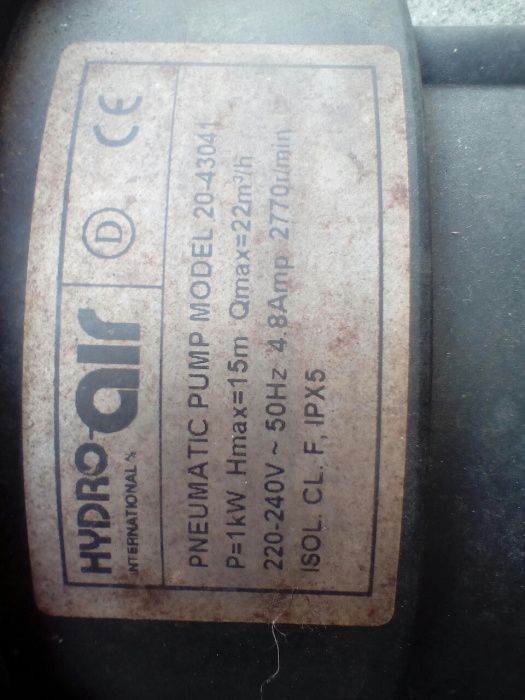 HYDRO-air
INTERNATIONAL A/S
D
CE
PNEUMATIC PUMP MODEL 20-43041
P=1kW Hmax=15m Qmax=22m³/h
220-240V ~ 50Hz 4.8Amp 2770r/min
ISOL. CL. F, IPX5